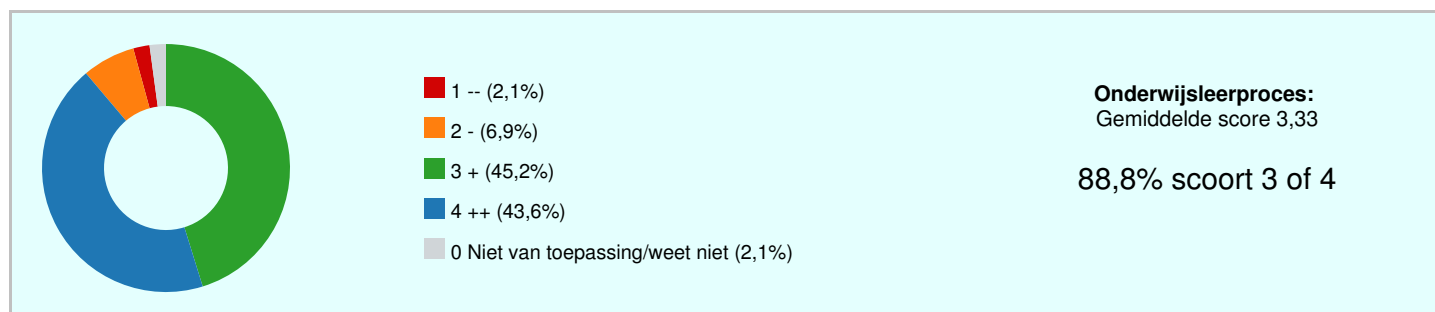 1 -- (2,1%)
2 - (6,9%)
3 + (45,2%)
4 ++ (43,6%)
0 Niet van toepassing/weet niet (2,1%)
Onderwijsleerproces:
Gemiddelde score 3,33
88,8% scoort 3 of 4